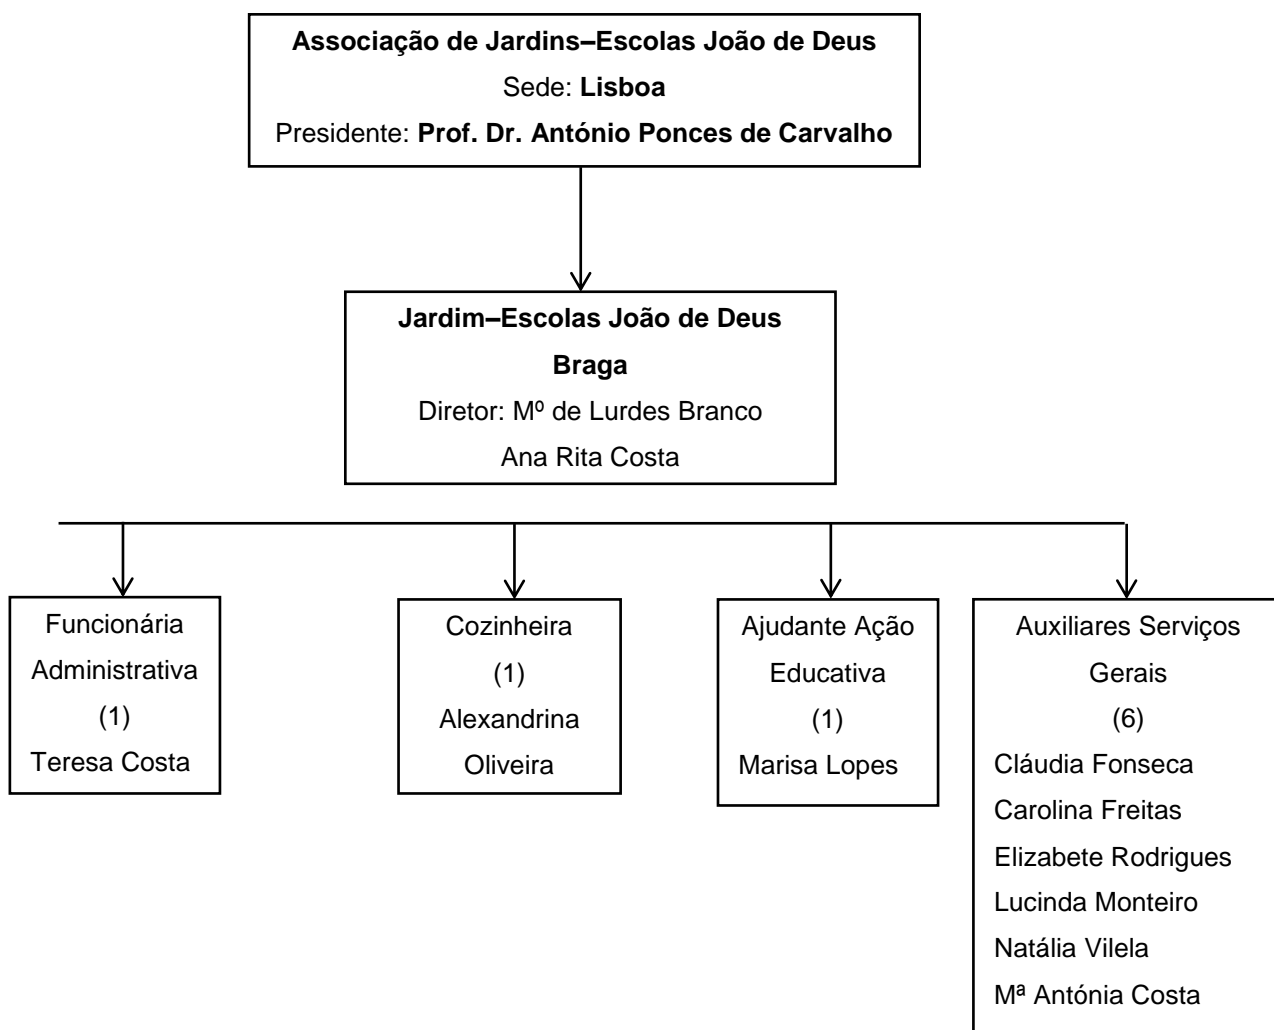 Associação de Jardins–Escolas João de Deus
Sede: Lisboa
Presidente: Prof. Dr. António Ponces de Carvalho
Jardim–Escolas João de Deus
Braga
Diretor: Mº de Lurdes Branco
Ana Rita Costa
Funcionária
Administrativa
(1)
Teresa Costa
Cozinheira
(1)
Alexandrina
Oliveira
Ajudante Ação
Educativa
(1)
Marisa Lopes
Auxiliares Serviços
Gerais
(6)
Cláudia Fonseca
Carolina Freitas
Elizabete Rodrigues
Lucinda Monteiro
Natália Vilela
Mª Antónia Costa